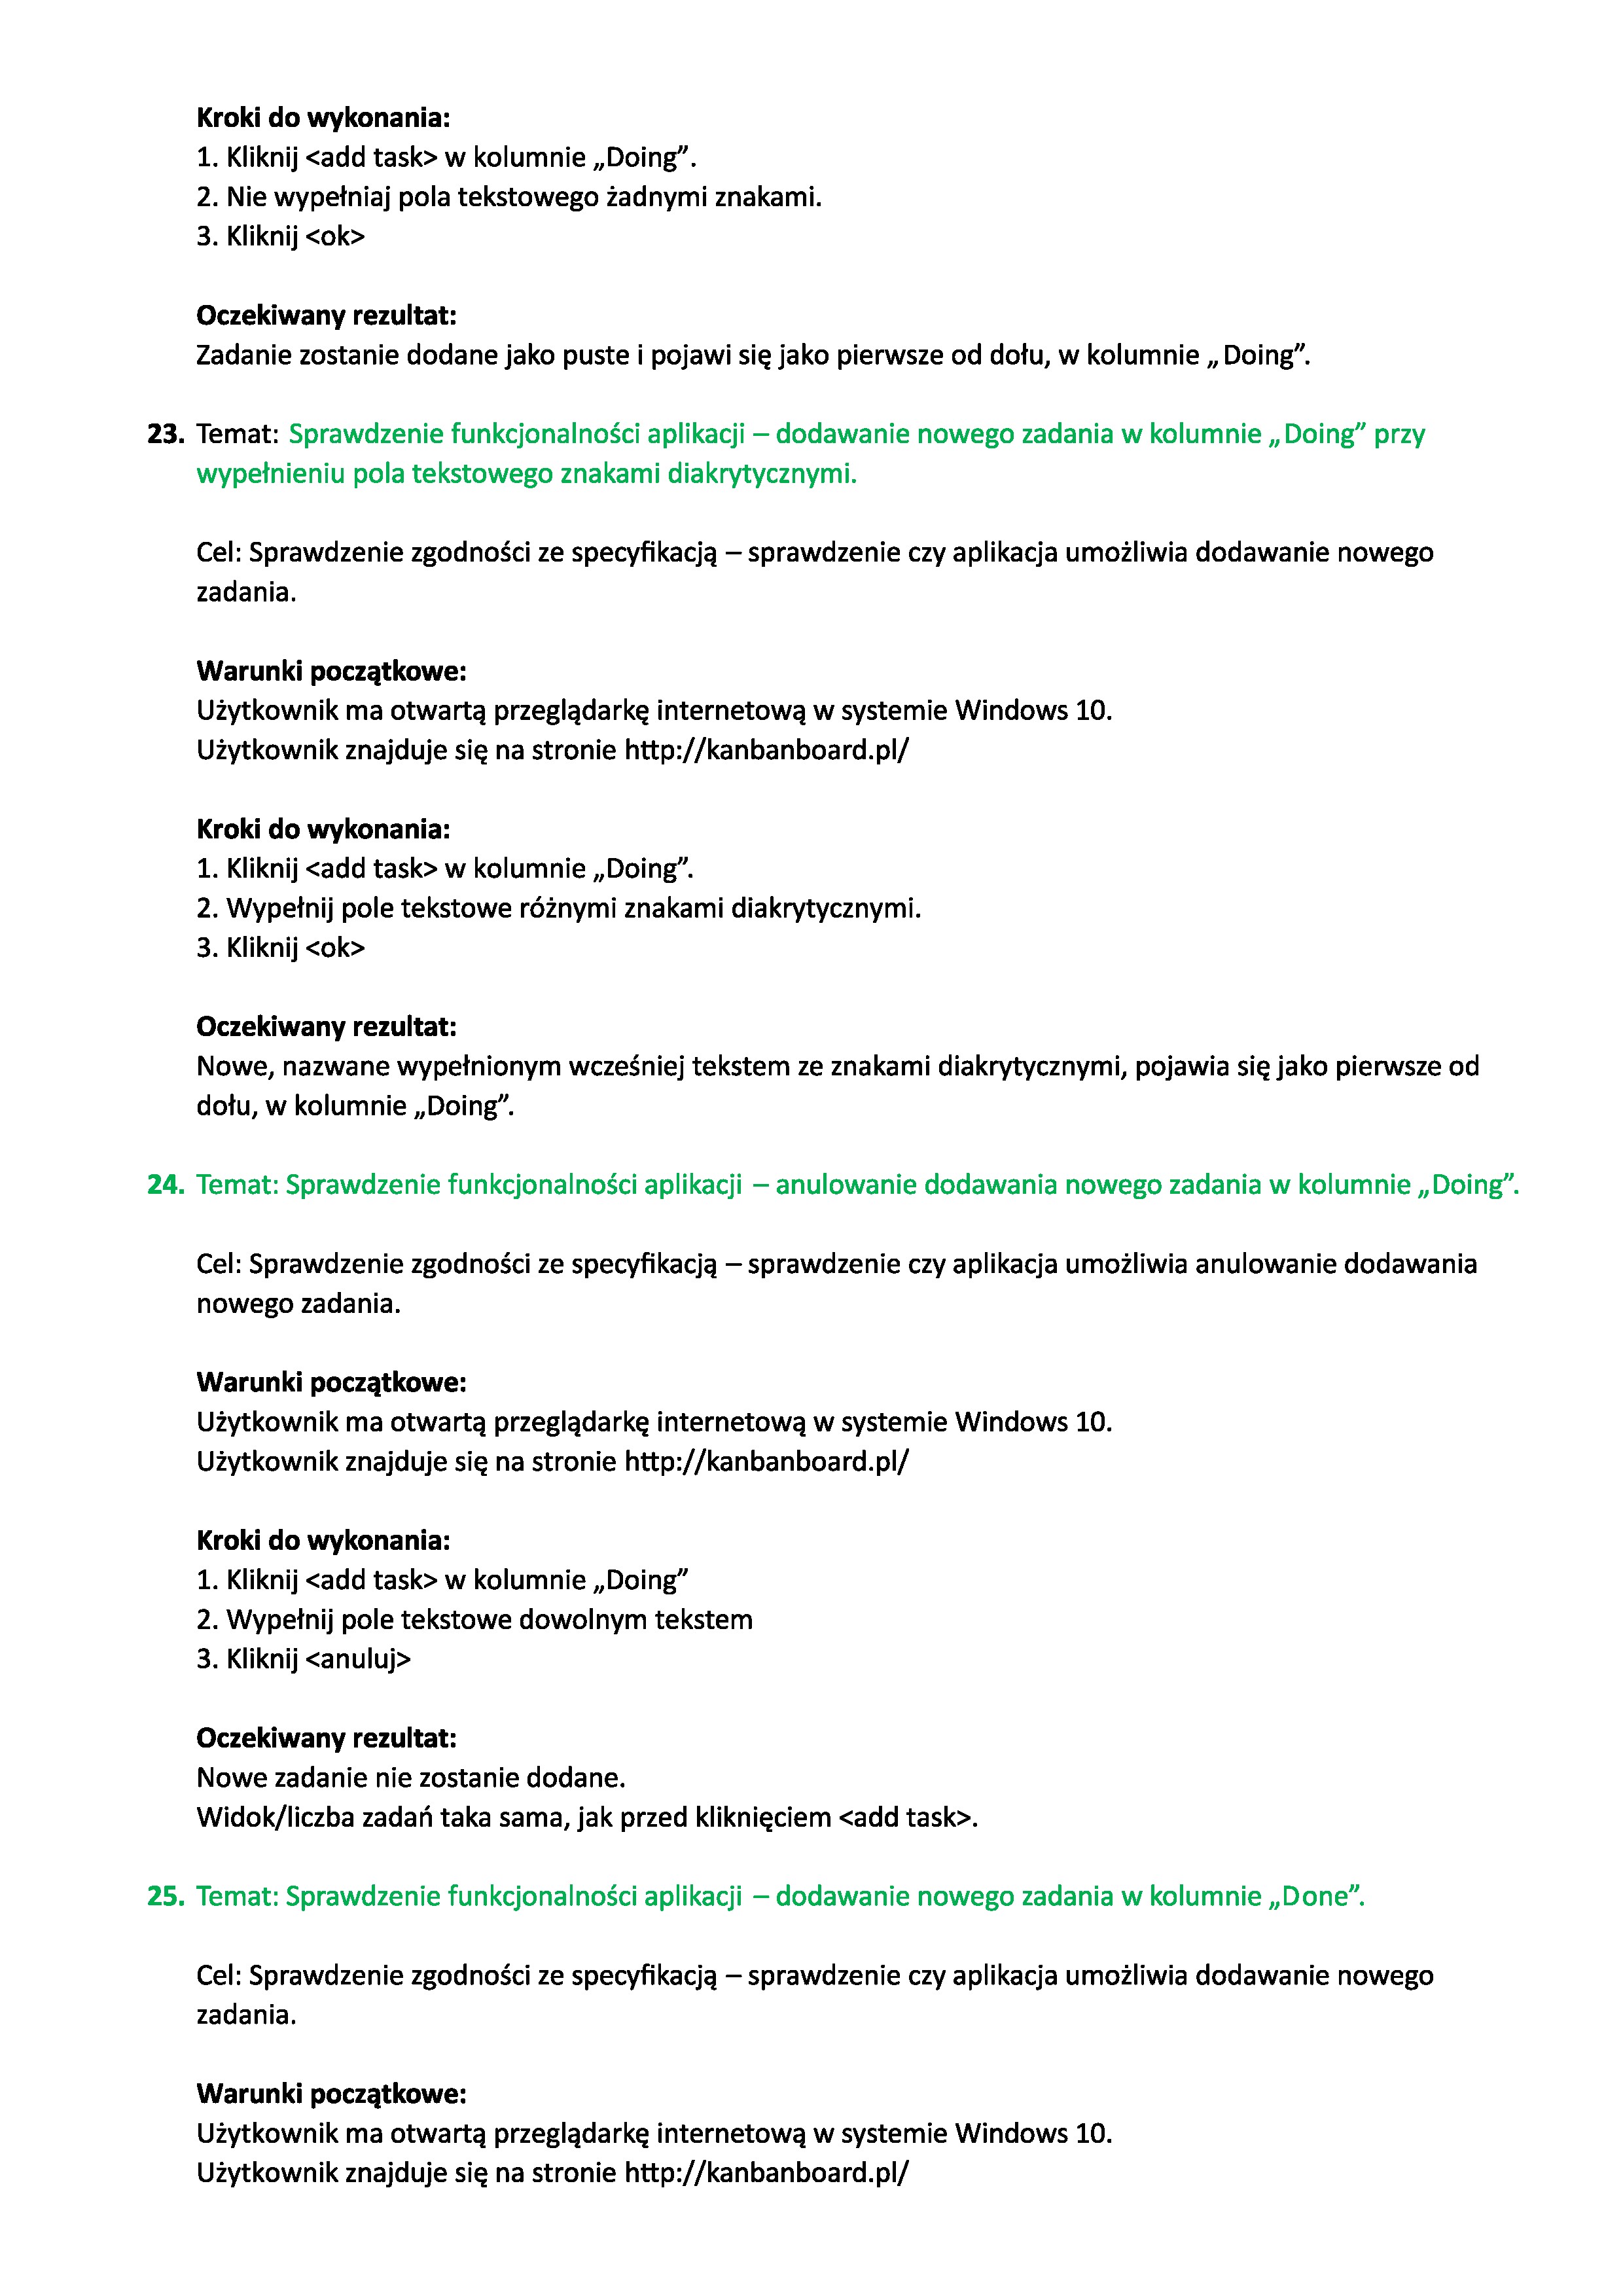 Kroki do wykonania:
1. Kliknij <add task> w kolumnie „Doing”.
2. Nie wypełniaj pola tekstowego żadnymi znakami.
3. Kliknij <ok>
Oczekiwany rezultat:
Zadanie zostanie dodane jako puste i pojawi się jako pierwsze od dołu, w kolumnie „Doing”.
23. Temat: Sprawdzenie funkcjonalności aplikacji – dodawanie nowego zadania w kolumnie „Doing” przy
wypełnieniu pola tekstowego znakami diakrytycznymi.
Cel: Sprawdzenie zgodności ze specyfikacją – sprawdzenie czy aplikacja umożliwia dodawanie nowego
zadania.
Warunki początkowe:
Użytkownik ma otwartą przeglądarkę internetową w systemie Windows 10.
Użytkownik znajduje się na stronie http://kanbanboard.pl/
Kroki do wykonania:
1. Kliknij <add task> w kolumnie „Doing”.
2. Wypełnij pole tekstowe różnymi znakami diakrytycznymi.
3. Kliknij <ok>
Oczekiwany rezultat:
Nowe, nazwane wypełnionym wcześniej tekstem ze znakami diakrytycznymi, pojawia się jako pierwsze od
dołu, w kolumnie „Doing”.
24. Temat: Sprawdzenie funkcjonalności aplikacji – anulowanie dodawania nowego zadania w kolumnie „Doing”.
Cel: Sprawdzenie zgodności ze specyfikacją – sprawdzenie czy aplikacja umożliwia anulowanie dodawania
nowego zadania.
Warunki początkowe:
Użytkownik ma otwartą przeglądarkę internetową w systemie Windows 10.
Użytkownik znajduje się na stronie http://kanbanboard.pl/
Kroki do wykonania:
1. Kliknij <add task> w kolumnie „Doing”
2. Wypełnij pole tekstowe dowolnym tekstem
3. Kliknij <anuluj>
Oczekiwany rezultat:
Nowe zadanie nie zostanie dodane.
Widok/liczba zadań taka sama, jak przed kliknięciem <add task>.
25. Temat: Sprawdzenie funkcjonalności aplikacji – dodawanie nowego zadania w kolumnie „Done”.
Cel: Sprawdzenie zgodności ze specyfikacją – sprawdzenie czy aplikacja umożliwia dodawanie nowego
zadania.
Warunki początkowe:
Użytkownik ma otwartą przeglądarkę internetową w systemie Windows 10.
Użytkownik znajduje się na stronie http://kanbanboard.pl/